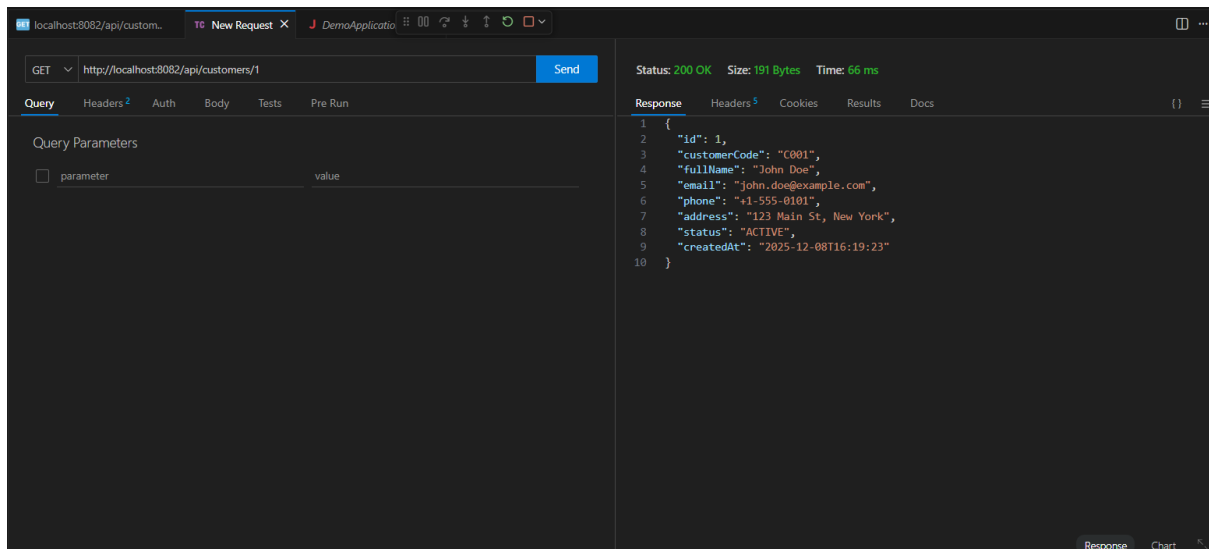 GET localhost:8082/api/custom..
TC New Request
J DemoApplicatio
GET http://localhost:8082/api/customers/1 Send
Query Headers 2 Auth Body Tests Pre Run
Query Parameters
parameter value
Status: 200 OK Size: 191 Bytes Time: 66 ms
Response Headers 5 Cookies Results Docs {}
1 {
2 "id": 1,
3 "customerCode": "C001",
4 "fullName": "John Doe",
5 "email": "john.doe@example.com",
6 "phone": "+1-555-0101",
7 "address": "123 Main St, New York",
8 "status": "ACTIVE",
9 "createdAt": "2025-12-08T16:19:23"
10 }
Response Chart